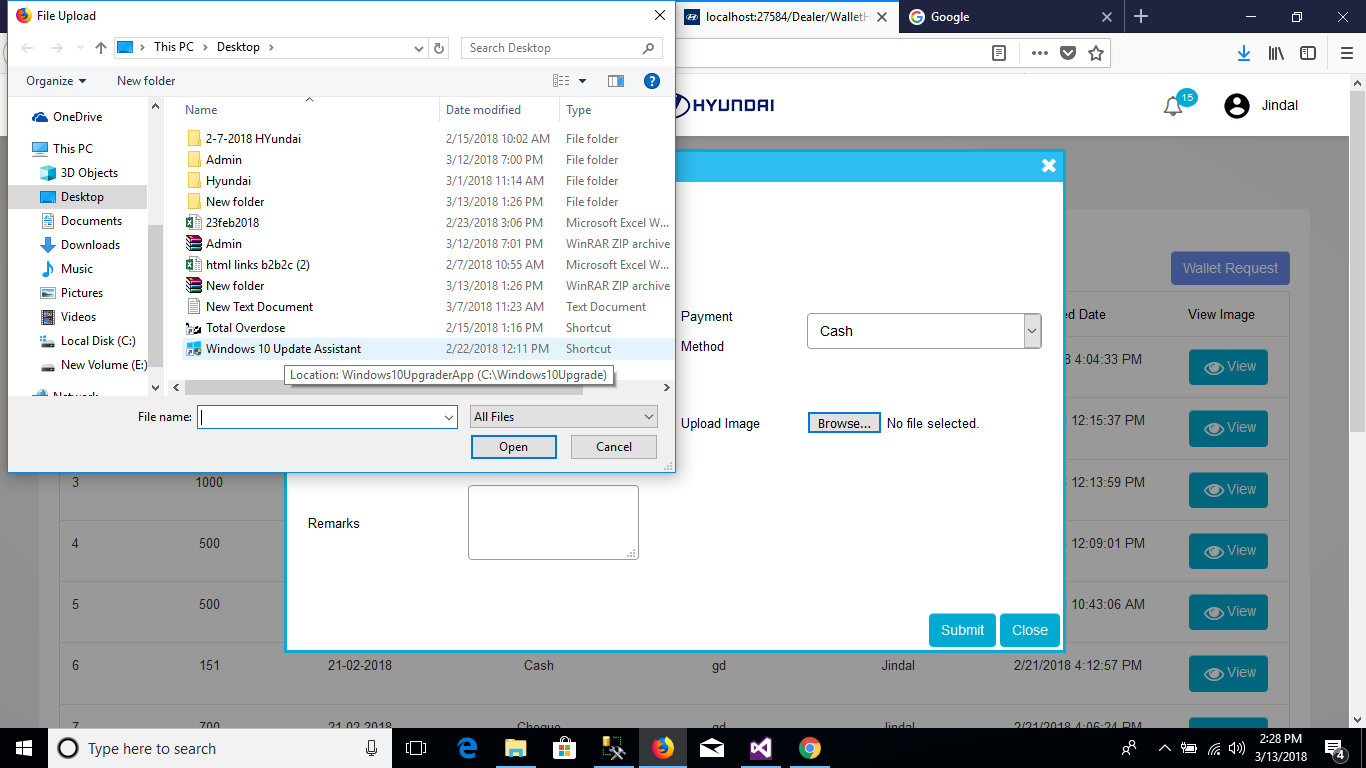 File Upload
localhost:27584/Dealer/WalletH
Google
This PC
Desktop
Search Desktop
Organize
New folder
HYUNDAI
15
Jindal
Name
Date modified
Type
OneDrive
This PC
3D Objects
Desktop
Documents
Downloads
Music
Pictures
Videos
Local Disk (C:)
New Volume (E:)
Network
2-7-2018 HYundai 2/15/2018 10:02 AM File folder
Admin 3/12/2018 7:00 PM File folder
Hyundai 3/1/2018 11:14 AM File folder
New folder 3/13/2018 1:26 PM File folder
23feb2018 2/23/2018 3:06 PM Microsoft Excel W...
Admin 3/12/2018 7:01 PM WinRAR ZIP archive
html links b2b2c (2) 2/7/2018 10:55 AM Microsoft Excel W...
New folder 3/13/2018 1:26 PM WinRAR ZIP archive
New Text Document 3/7/2018 11:23 AM Text Document
Total Overdose 2/15/2018 1:16 PM Shortcut
Windows 10 Update Assistant 2/22/2018 12:11 PM Shortcut
Location: Windows10UpgraderApp (C:\Windows10Upgrade)
File name:
All Files
Open
Cancel
Wallet Request
d Date
View Image
Payment
Method
Cash
Upload Image
Browse...
No file selected.
Remarks
Submit
Close
8 4:04:33 PM View
12:15:37 PM View
3 1000 12:13:59 PM View
4 500 12:09:01 PM View
5 500 10:43:06 AM View
6 151 21-02-2018 Cash gd Jindal 2/21/2018 4:12:57 PM View
7 700 21-02-2018 Cheque gd Jindal 2/21/2018 4:06:24 PM
Type here to search
2:28 PM
3/13/2018
4